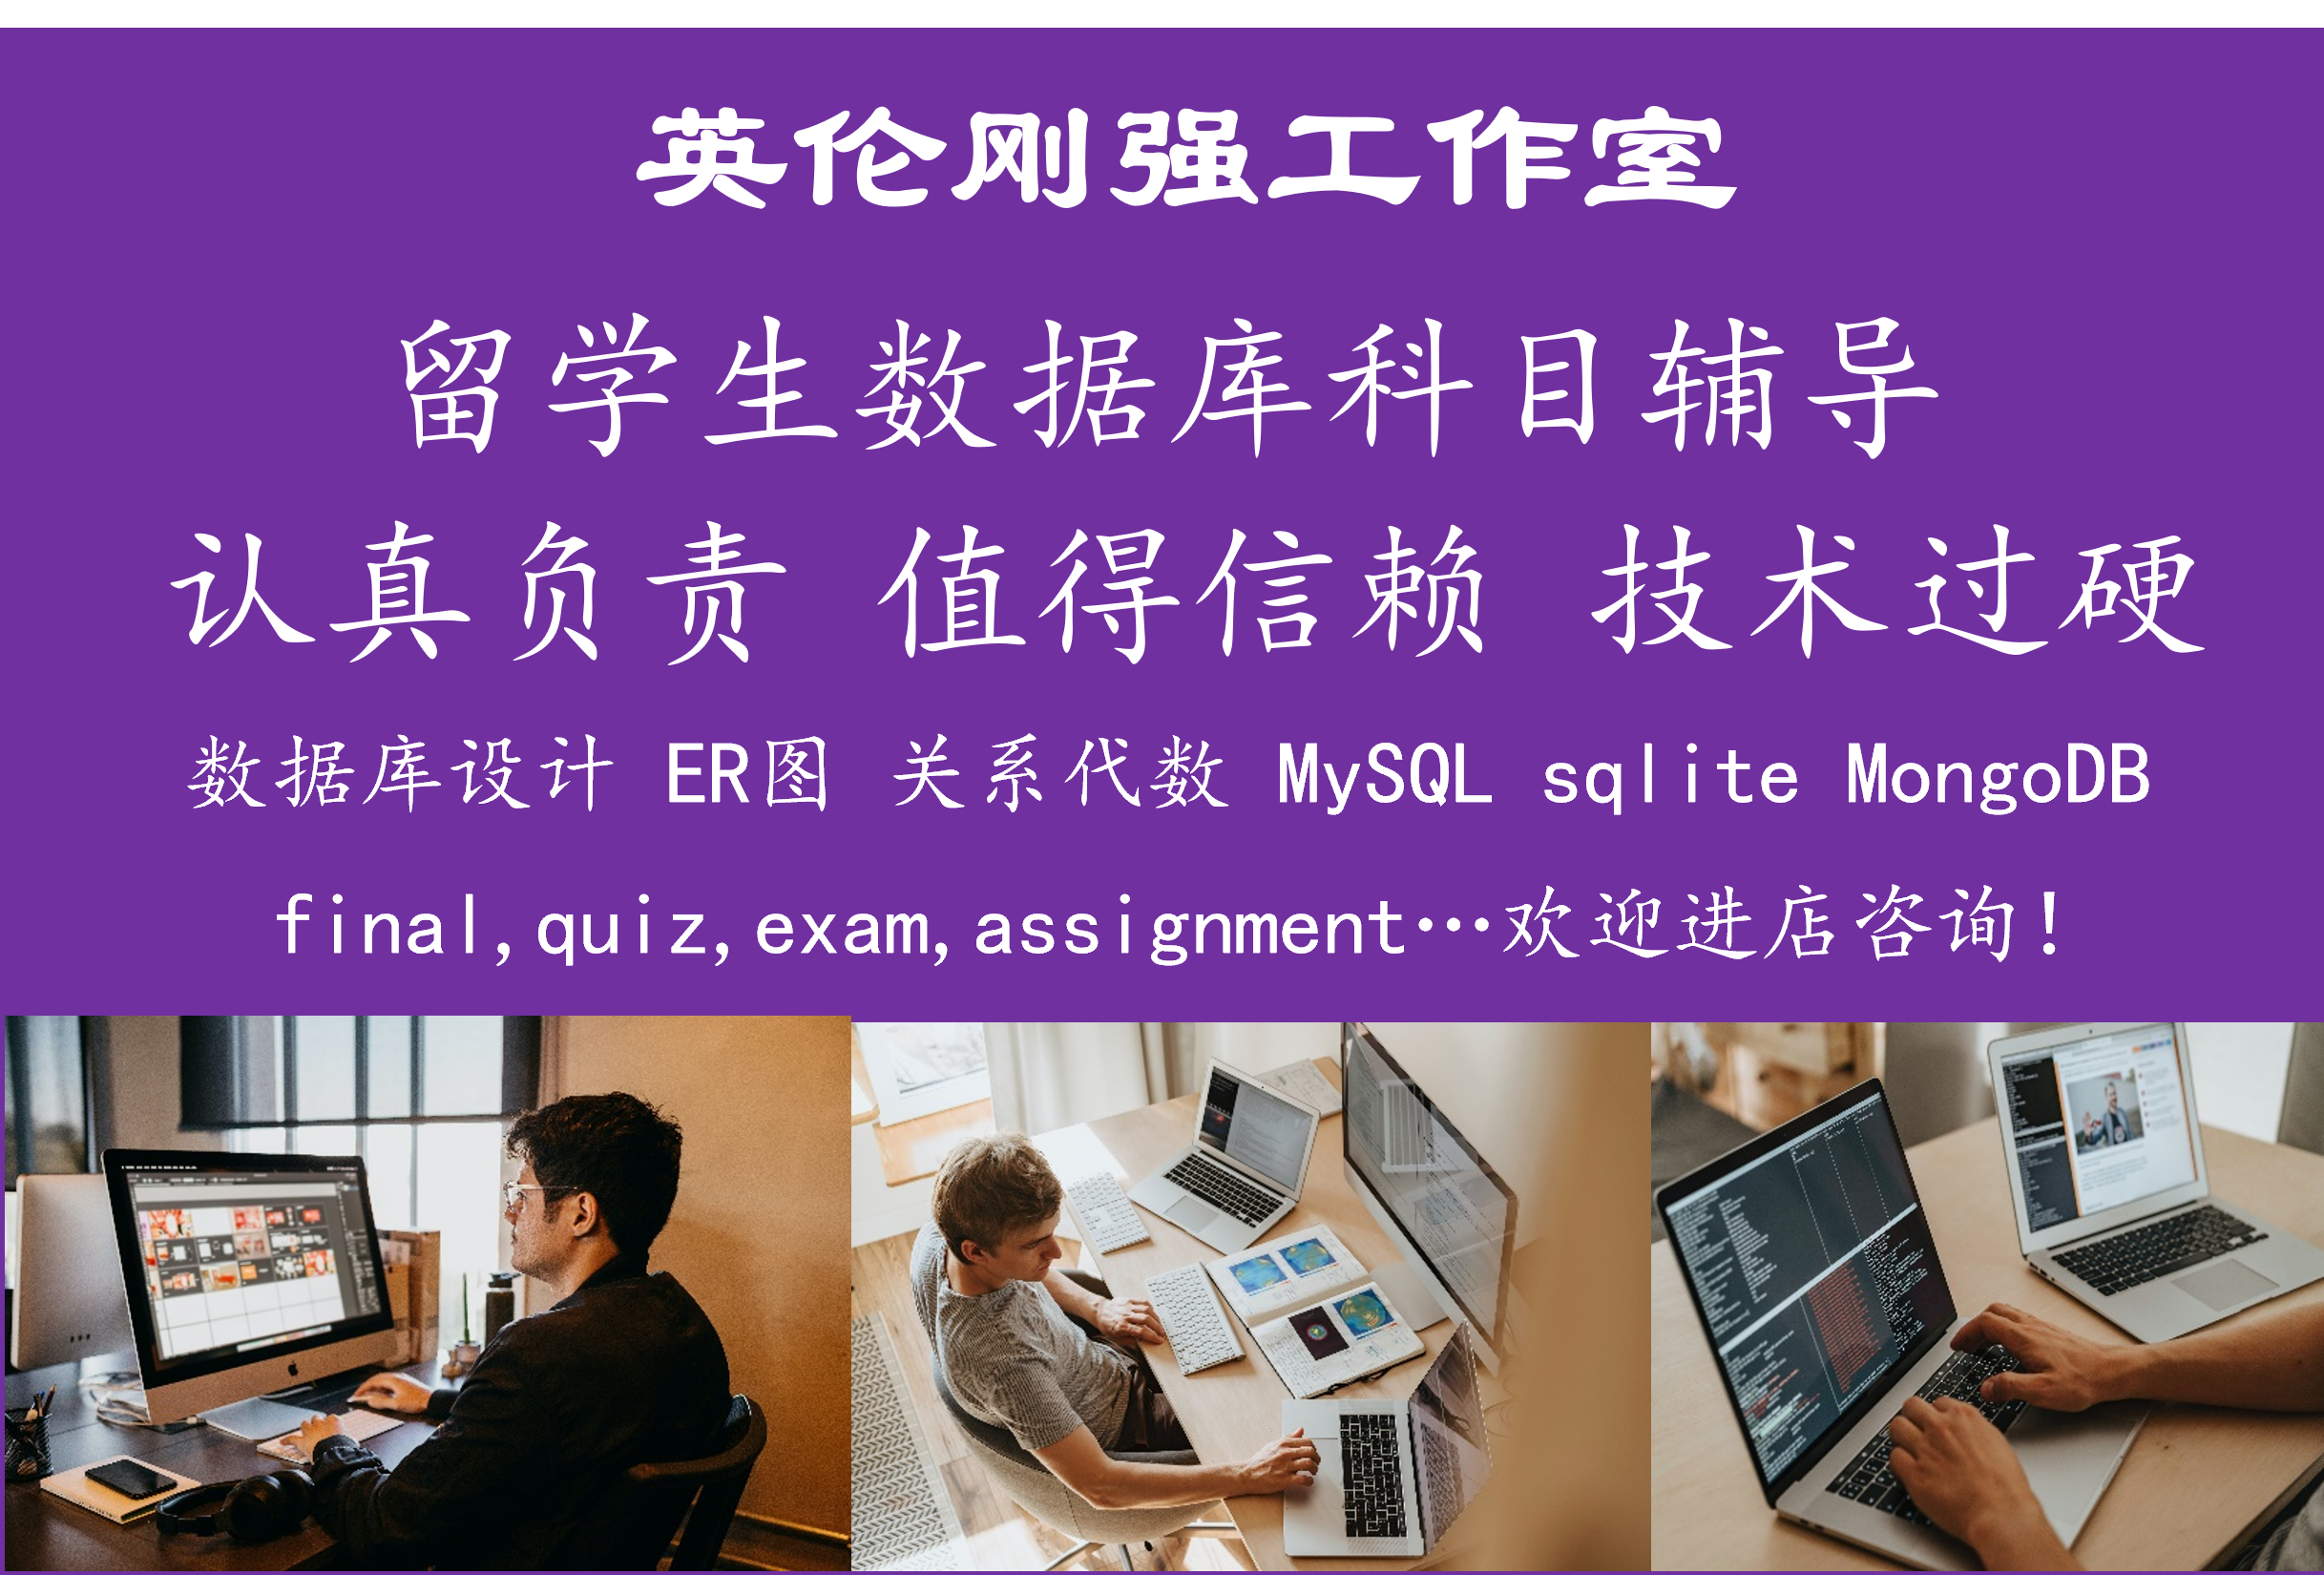 英伦刚强工作室
留学生数据库科目辅导
认真负责 值得信赖 技术过硬
数据库设计 ER图 关系代数 MySQL sqlite MongoDB
final,quiz,exam,assignment…欢迎进店咨询!